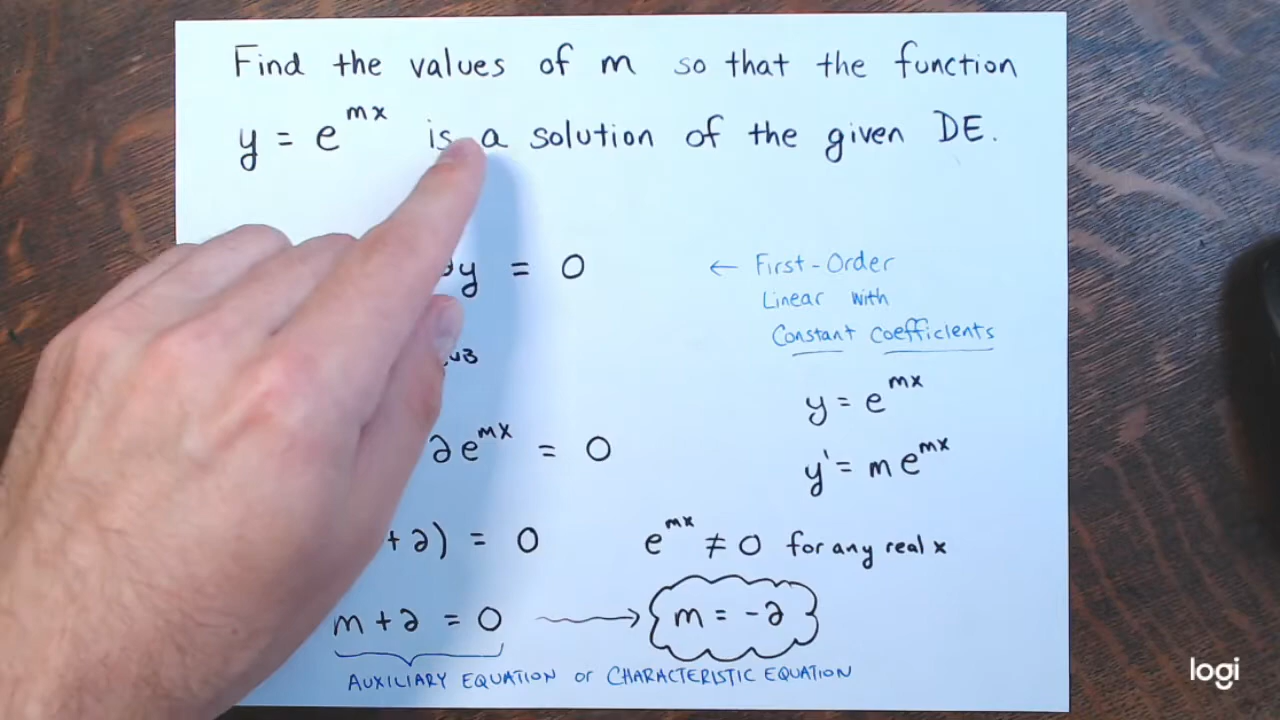 Find the values of m so that the function
y = e^mx is a solution of the given DE.
y = 0
← First-Order
Linear with
Constant Coefficients
y = e^mx
2e^mx = 0
y' = me^mx
+ 2) = 0
e^mx ≠ 0 for any real x
m + 2 = 0 → m = -2
AUXILIARY EQUATION or CHARACTERISTIC EQUATION
logi